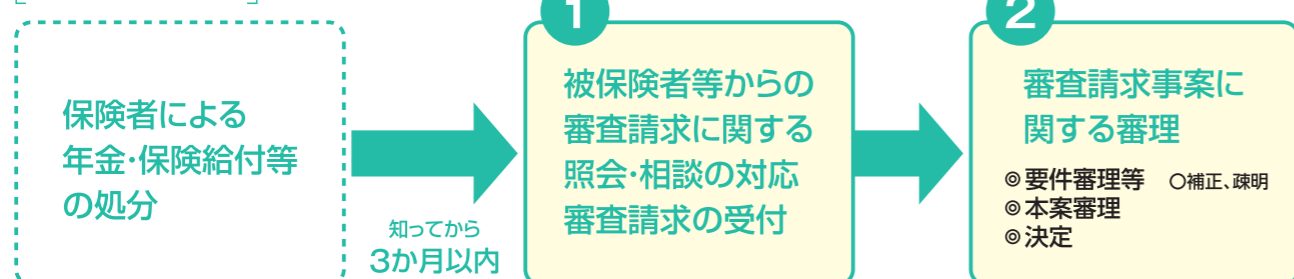 保険者による
年金・保険給付等
の処分
知ってから
3か月以内
1
被保険者等からの
審査請求に関する
照会・相談の対応
審査請求の受付
2
審査請求事案に
関する審理
◎要件審理等 〇補正、疎明
◎本案審理
◎決定